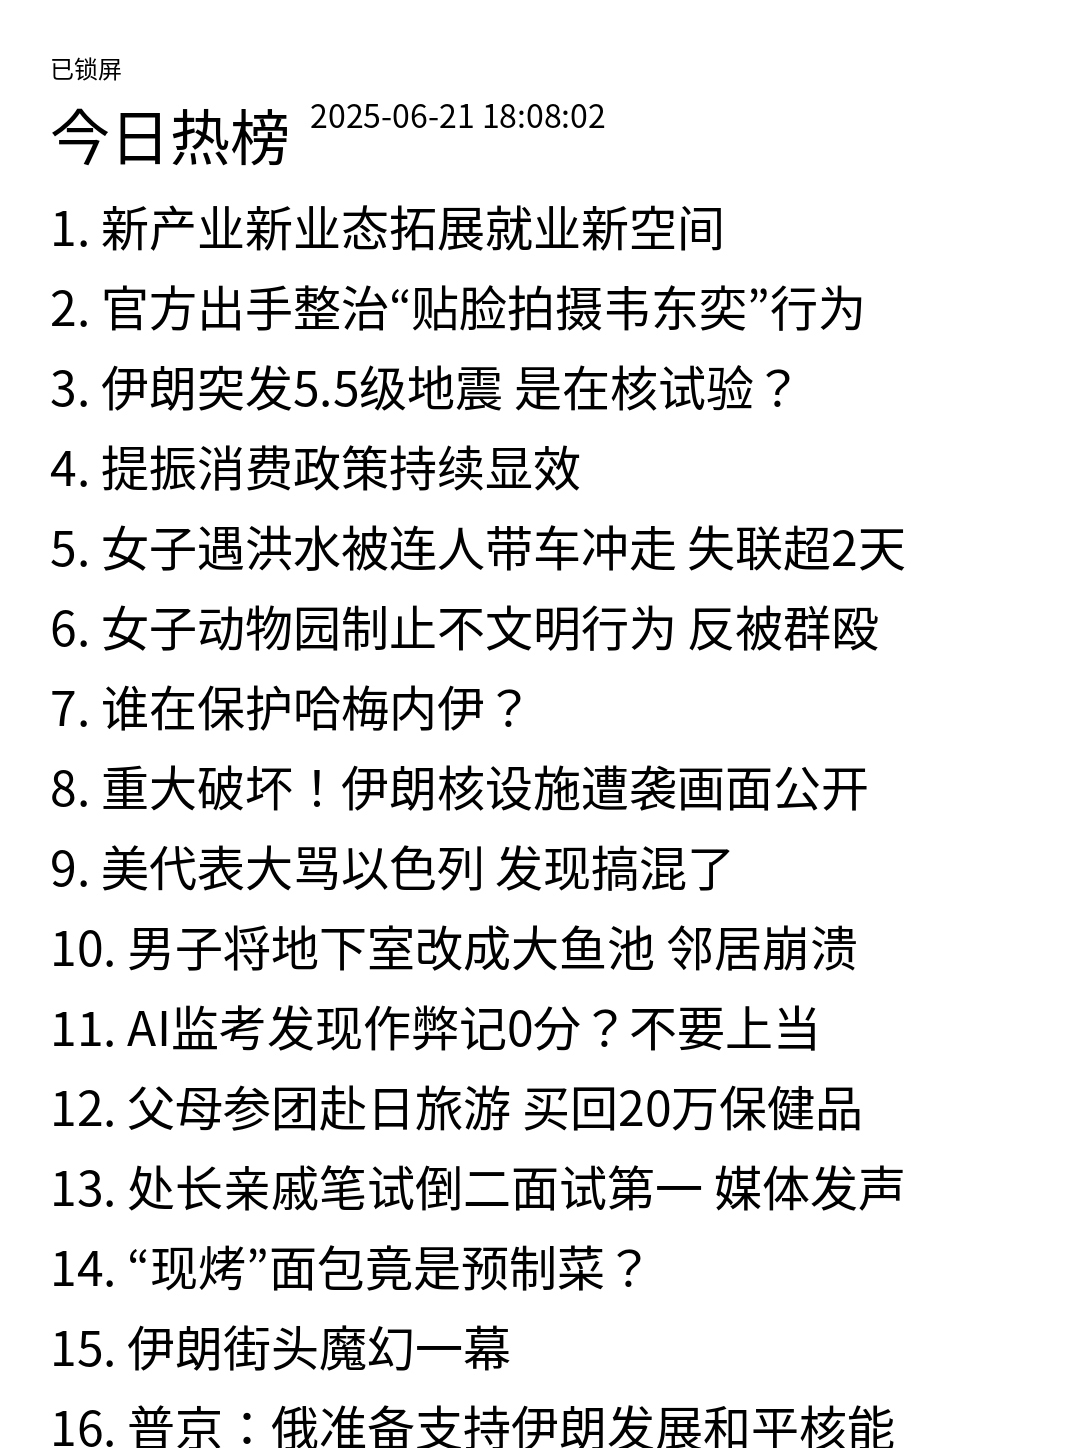 已锁屏
今日热榜 2025-06-21 18:08:02
1. 新产业新业态拓展就业新空间
2. 官方出手整治“贴脸拍摄韦东奕”行为
3. 伊朗突发5.5级地震 是在核试验？
4. 提振消费政策持续显效
5. 女子遇洪水被连人带车冲走 失联超2天
6. 女子动物园制止不文明行为 反被群殴
7. 谁在保护哈梅内伊？
8. 重大破坏！伊朗核设施遭袭画面公开
9. 美代表大骂以色列 发现搞混了
10. 男子将地下室改成大鱼池 邻居崩溃
11. AI监考发现作弊记0分？不要上当
12. 父母参团赴日旅游 买回20万保健品
13. 处长亲戚笔试倒二面试第一 媒体发声
14. “现烤”面包竟是预制菜？
15. 伊朗街头魔幻一幕
16. 普京：俄准备支持伊朗发展和平核能